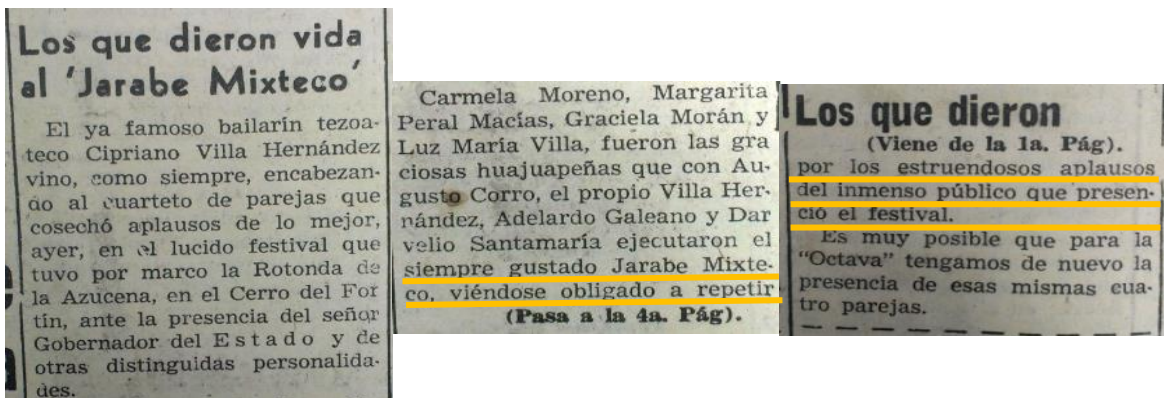 Los que dieron vida
al 'Jarabe Mixteco'
El ya famoso bailarín tezoa-
teco Cipriano Villa Hernández
vino, como siempre, encabezan-
do al cuarteto de parejas que
cosechó aplausos de lo mejor,
ayer, en el lucido festival que
tuvo por marco la Rotonda de
la Azucena, en el Cerro del For
tín, ante la presencia del señor
Gobernador del Estado y de
otras distinguidas personalida-
des.
Carmela Moreno, Margarita
Peral Macías, Graciela Morán y
Luz María Villa, fueron las gra
ciosas huajuapeñas que con Au-
gusto Corro, el propio Villa Her-
nández, Adelardo Galeano y Dar
velio Santamaría ejecutaron el
siempre gustado Jarabe Mixte-
co, viéndose obligado a repetir
(Pasa a la 4a. Pág).
Los que dieron
(Viene de la 1a. Pág).
por los estruendosos aplausos
del inmenso público que presen-
ció el festival.
Es muy posible que para la
"Octava" tengamos de nuevo la
presencia de esas mismas cua-
tro parejas.